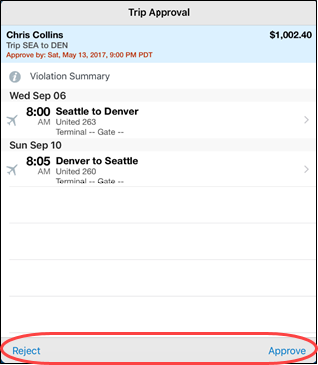 Trip Approval
Chris Collins $1,002.40
Trip SEA to DEN
Approve by: Sat, May 13, 2017, 9:00 PM PDT
i Violation Summary
Wed Sep 06
8:00 Seattle to Denver
AM United 263
Terminal -- Gate --
Sun Sep 10
8:05 Denver to Seattle
AM United 260
Terminal -- Gate --
Reject Approve